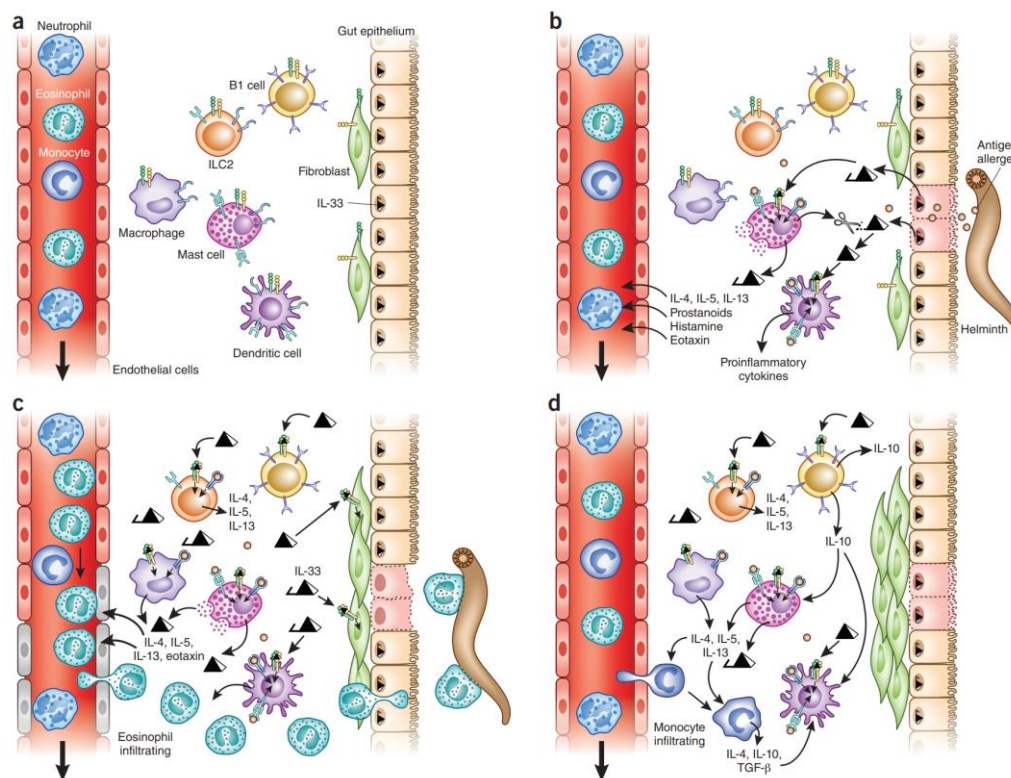 a
Neutrophil
Eosinophil
Monocyte
B1 cell
ILC2
Macrophage
Mast cell
Dendritic cell
Endothelial cells
Gut epithelium
Fibroblast
IL-33
b
Antige
allerge
IL-4, IL-5, IL-13
Prostanoids
Histamine
Eotaxin
Proinflammatory
cytokines
Helminth
c
IL-4,
IL-5,
IL-13
IL-33
IL-4, IL-5,
IL-13, eotaxin
Eosinophil
infiltrating
d
IL-10
IL-4,
IL-5,
IL-13
IL-10
IL-4, IL-5,
IL-13
Monocyte
infiltrating
IL-4, IL-10,
TGF-β